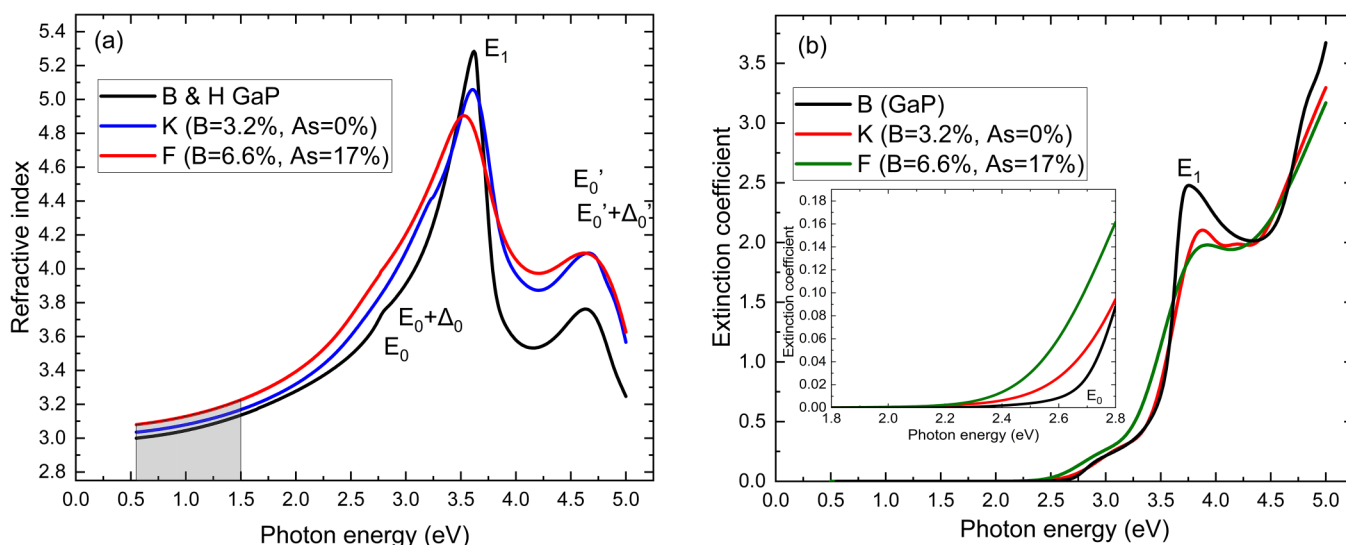 (a)
E₁
B & H GaP
K (B=3.2%, As=0%)
F (B=6.6%, As=17%)
E₀'
E₀'+Δ₀'
E₀+Δ₀
E₀
Refractive index
5.4
5.2
5.0
4.8
4.6
4.4
4.2
4.0
3.8
3.6
3.4
3.2
3.0
2.8
0.0 0.5 1.0 1.5 2.0 2.5 3.0 3.5 4.0 4.5 5.0
Photon energy (eV)
(b)
B (GaP)
K (B=3.2%, As=0%)
F (B=6.6%, As=17%)
E₁
Extinction coefficient
3.5
3.0
2.5
2.0
1.5
1.0
0.5
0.0
Extinction coefficient
0.18
0.16
0.14
0.12
0.10
0.08
0.06
0.04
0.02
0.00
E₀
1.8 2.0 2.2 2.4 2.6 2.8
Photon energy (eV)
0.0 0.5 1.0 1.5 2.0 2.5 3.0 3.5 4.0 4.5 5.0
Photon energy (eV)